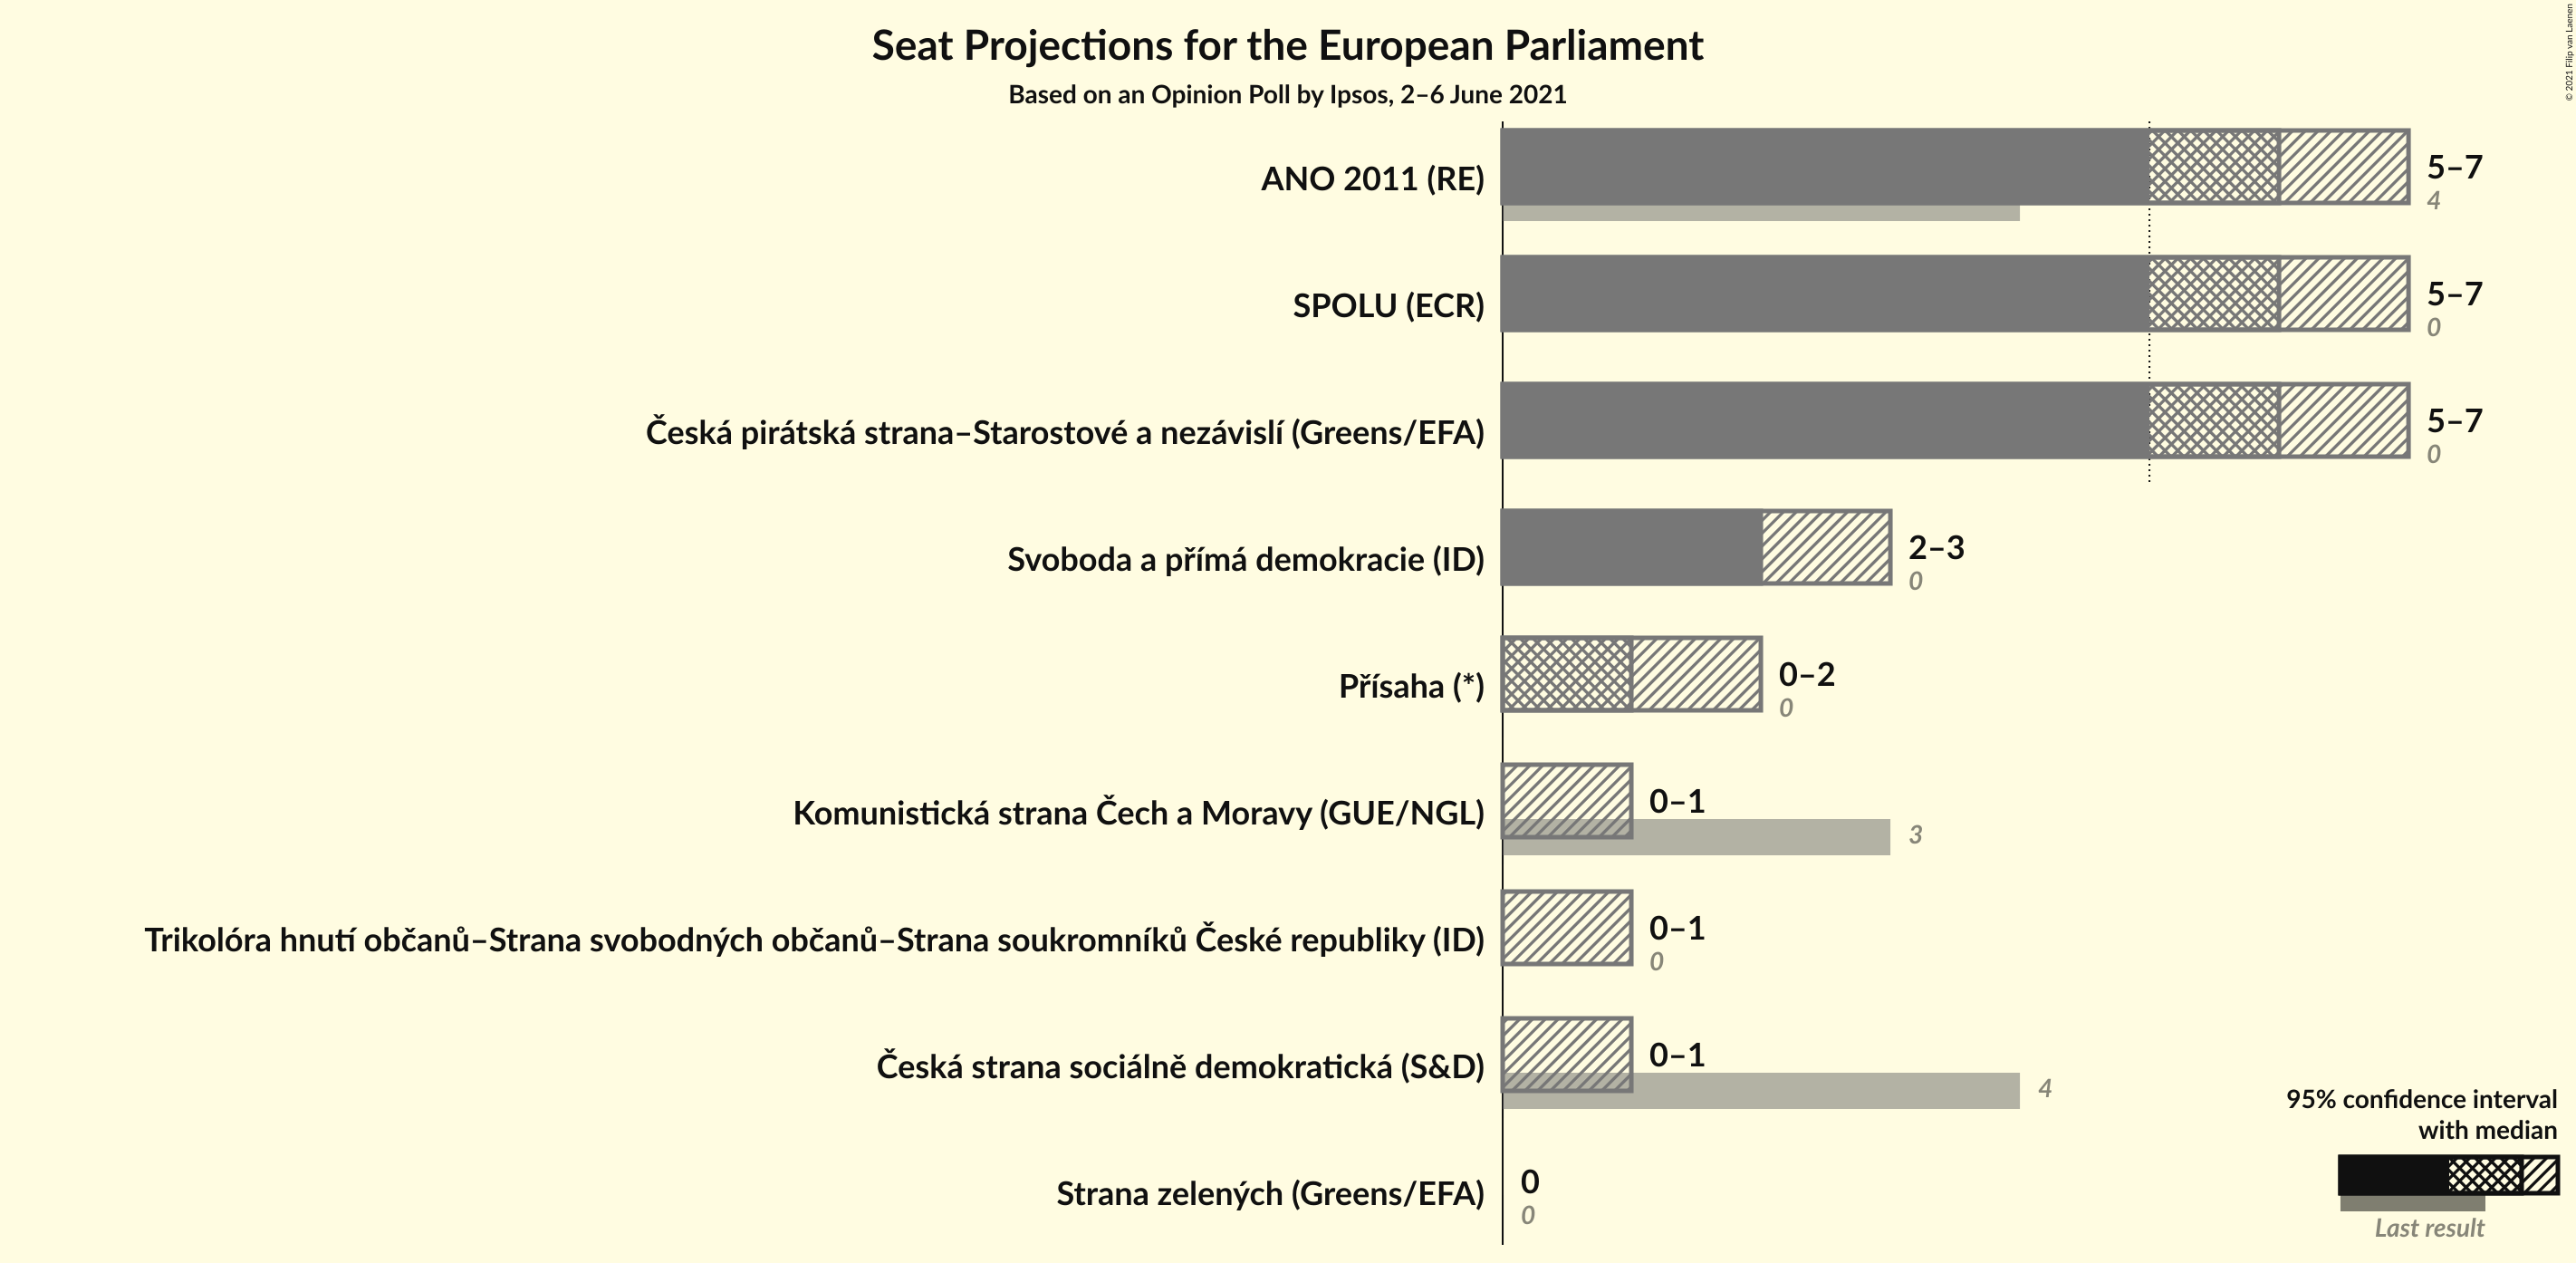 Seat Projections for the European Parliament
Based on an Opinion Poll by Ipsos, 2–6 June 2021
© 2021 Filip van Laenen
ANO 2011 (RE)
5–7
4
SPOLU (ECR)
5–7
0
Česká pirátská strana–Starostové a nezávislí (Greens/EFA)
5–7
0
Svoboda a přímá demokracie (ID)
2–3
0
Přísaha (*)
0–2
0
Komunistická strana Čech a Moravy (GUE/NGL)
0–1
3
Trikolóra hnutí občanů–Strana svobodných občanů–Strana soukromníků České republiky (ID)
0–1
0
Česká strana sociálně demokratická (S&D)
0–1
4
Strana zelených (Greens/EFA)
0
0
95% confidence interval
with median
Last result